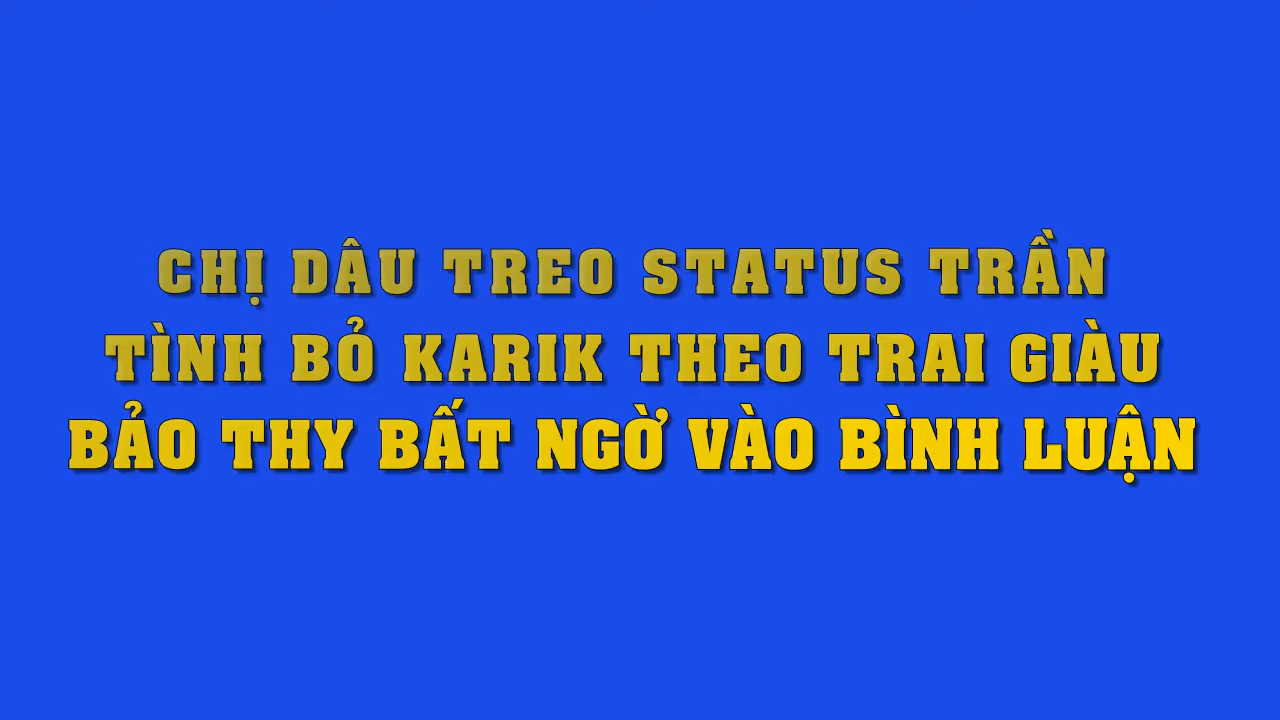 CHỊ DÂU TREO STATUS TRẦN
TÌNH BỎ KARIK THEO TRAI GIÀU
BẢO THY BẤT NGỜ VÀO BÌNH LUẬN